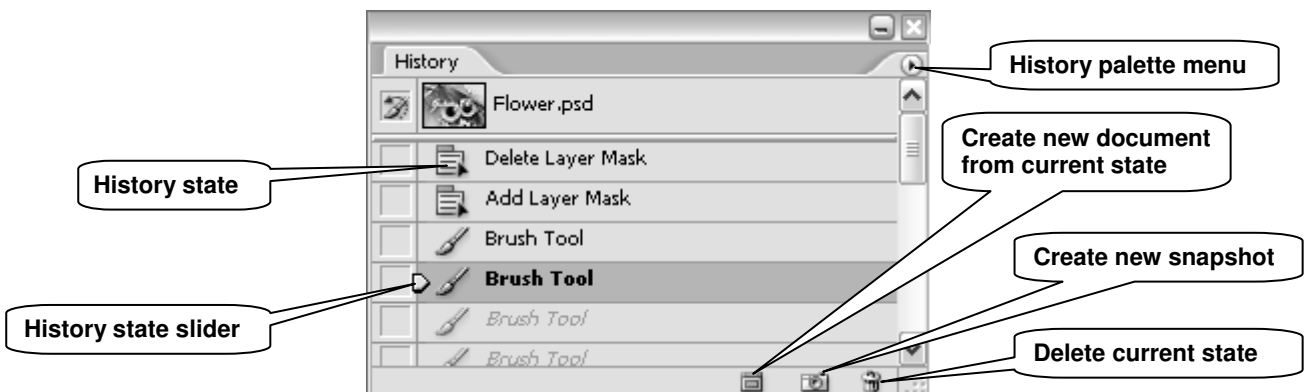 History
History palette menu
Flower.psd
Create new document
from current state
Delete Layer Mask
History state
Add Layer Mask
Brush Tool
Create new snapshot
Brush Tool
History state slider
Brush Tool
Brush Tool
Delete current state